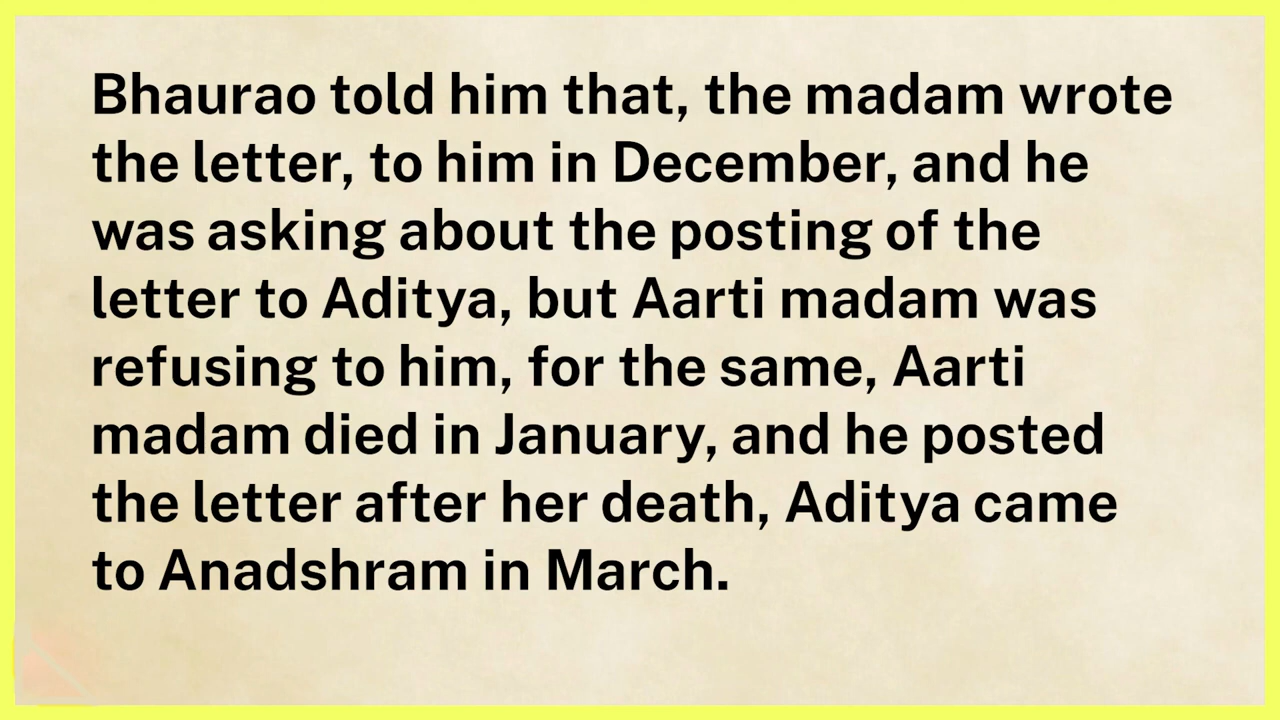 Bhaurao told him that, the madam wrote
the letter, to him in December, and he
was asking about the posting of the
letter to Aditya, but Aarti madam was
refusing to him, for the same, Aarti
madam died in January, and he posted
the letter after her death, Aditya came
to Anadshram in March.